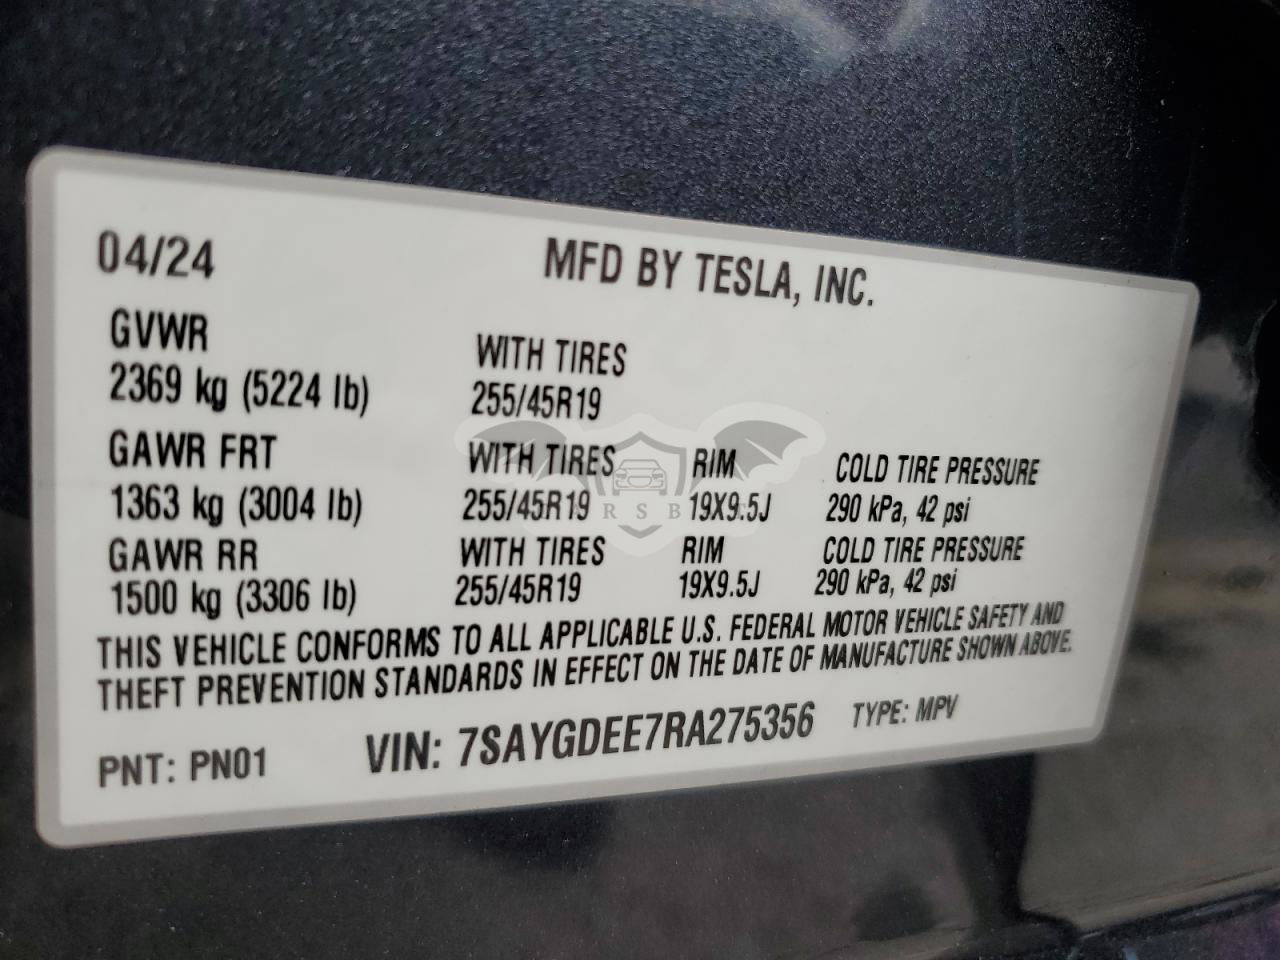 04/24 MFD BY TESLA, INC.
GVWR
2369 kg (5224 lb)
WITH TIRES
255/45R19
GAWR FRT WITH TIRES RIM COLD TIRE PRESSURE
1363 kg (3004 lb) 255/45R19 19X9.5J 290 kPa, 42 psi
GAWR RR WITH TIRES RIM COLD TIRE PRESSURE
1500 kg (3306 lb) 255/45R19 19X9.5J 290 kPa, 42 psi
THIS VEHICLE CONFORMS TO ALL APPLICABLE U.S. FEDERAL MOTOR VEHICLE SAFETY AND
THEFT PREVENTION STANDARDS IN EFFECT ON THE DATE OF MANUFACTURE SHOWN ABOVE.
PNT: PN01 VIN: 7SAYGDEE7RA275356 TYPE: MPV